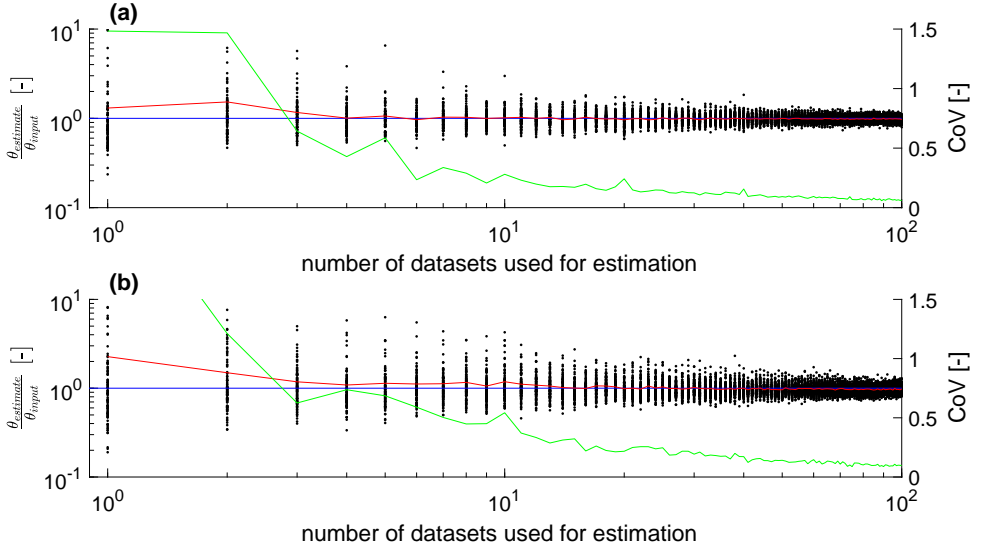 (a)
10^1
10^0
10^-1
θ_estimate/θ_input [-]
1.5
1
0.5
0
CoV [-]
10^0
10^1
10^2
number of datasets used for estimation
(b)
10^1
10^0
10^-1
θ_estimate/θ_input [-]
1.5
1
0.5
0
CoV [-]
10^0
10^1
10^2
number of datasets used for estimation